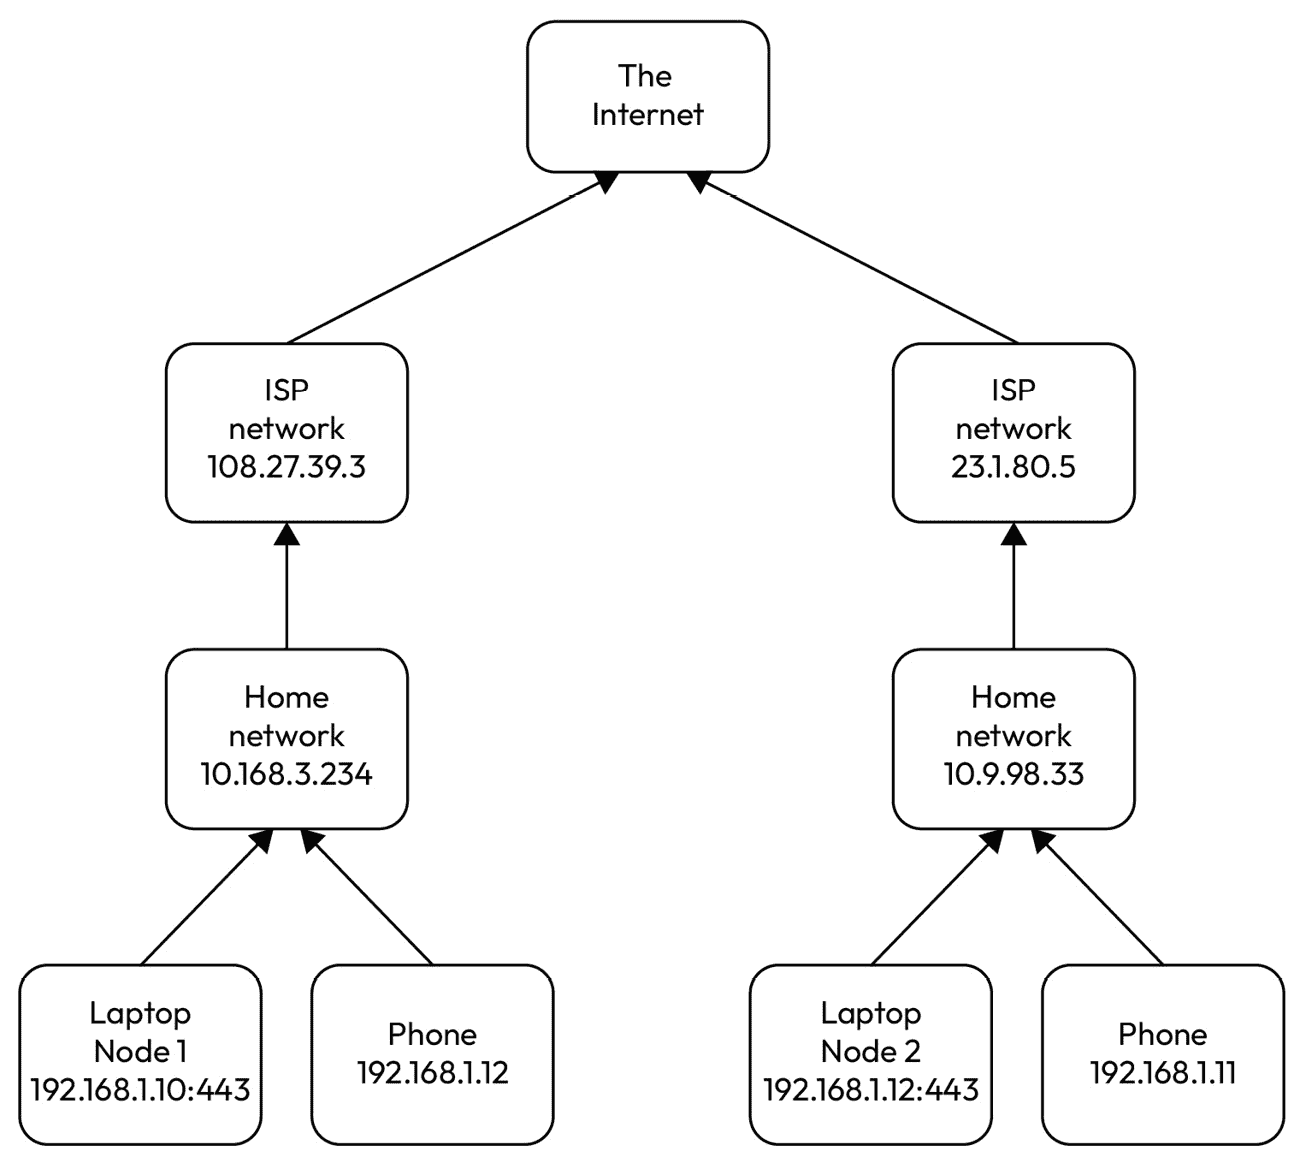 The
Internet
ISP
network
108.27.39.3
ISP
network
23.1.80.5
Home
network
10.168.3.234
Home
network
10.9.98.33
Laptop
Node 1
192.168.1.10:443
Phone
192.168.1.12
Laptop
Node 2
192.168.1.12:443
Phone
192.168.1.11